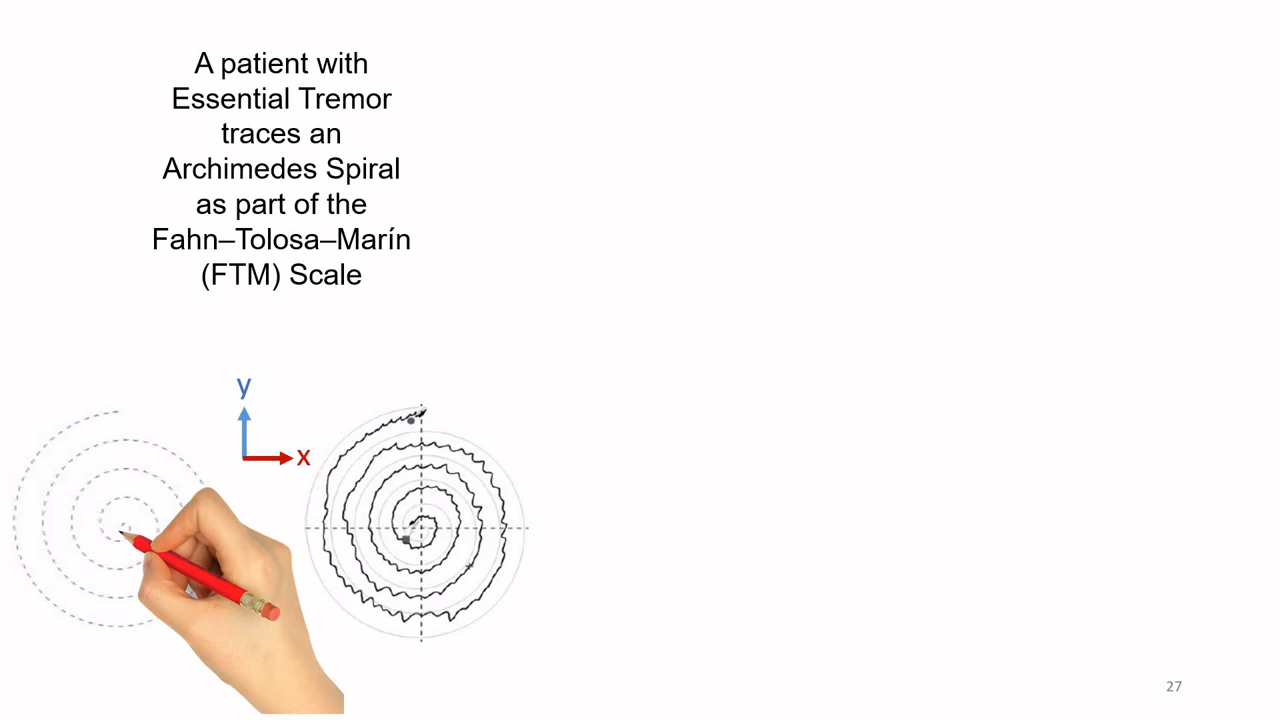 A patient with
Essential Tremor
traces an
Archimedes Spiral
as part of the
Fahn–Tolosa–Marín
(FTM) Scale
y
x
27